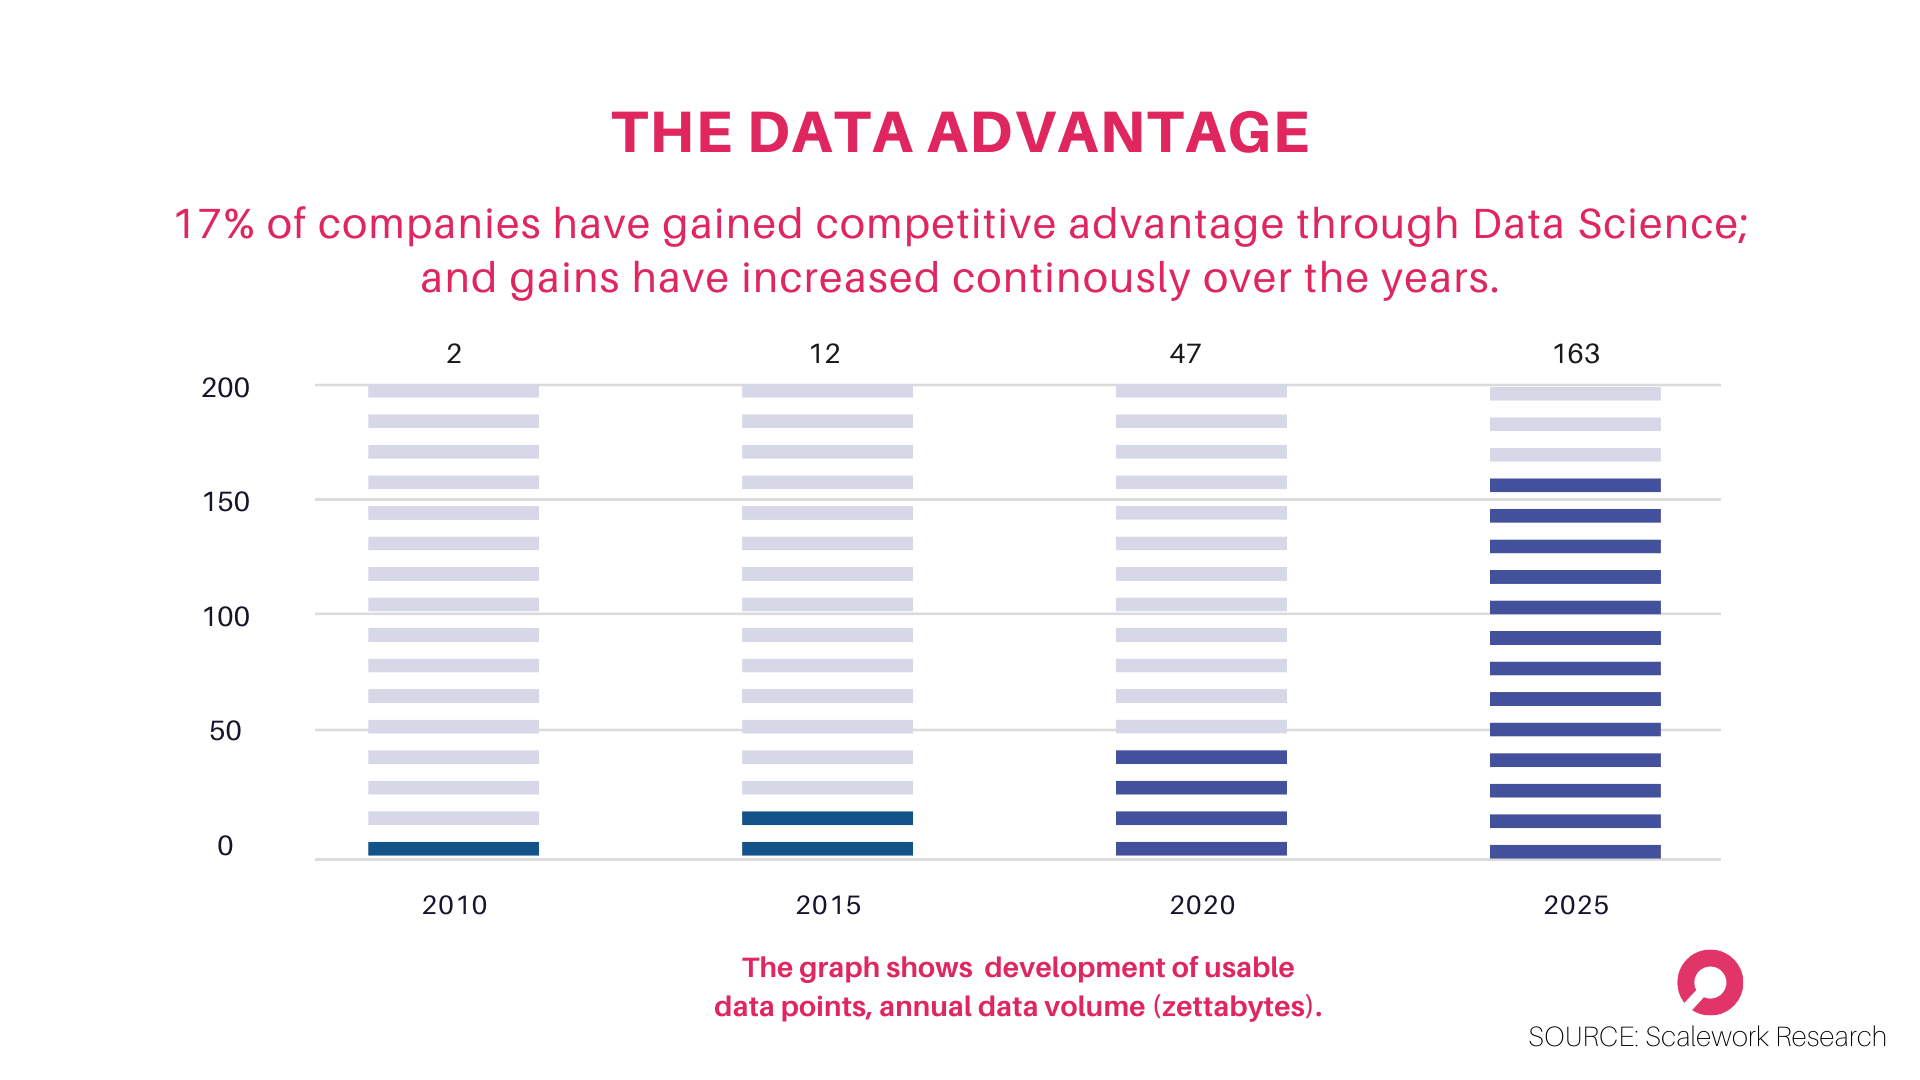 THE DATA ADVANTAGE
17% of companies have gained competitive advantage through Data Science;
and gains have increased continously over the years.
2 12 47 163
200
150
100
50
0
2010 2015 2020 2025
The graph shows development of usable
data points, annual data volume (zettabytes).
SOURCE: Scalework Research